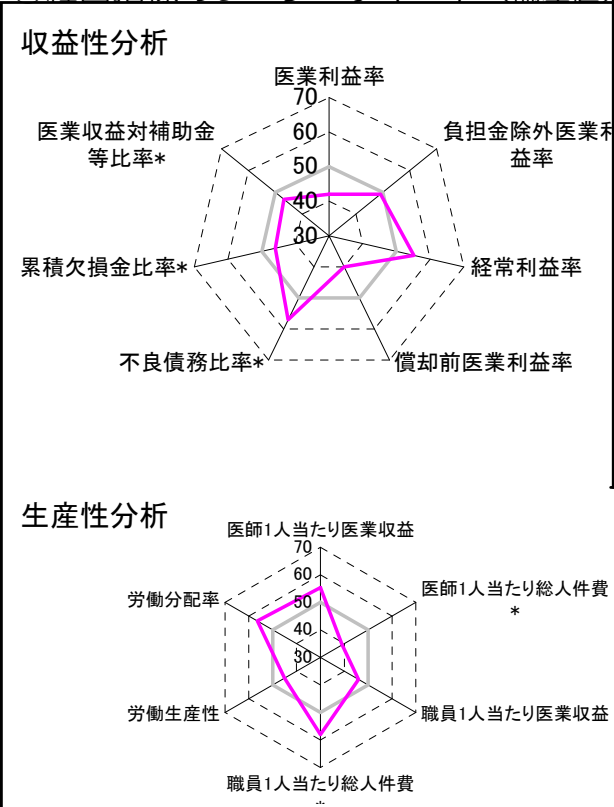 収益性分析
医業利益率
70
60
50
40
30
負担金除外医業利
益率
経常利益率
償却前医業利益率
不良債務比率*
累積欠損金比率*
医業収益対補助金
等比率*
生産性分析
医師1人当たり医業収益
70
60
50
40
30
医師1人当たり総人件費
*
職員1人当たり医業収益
職員1人当たり総人件費
*
労働生産性
労働分配率